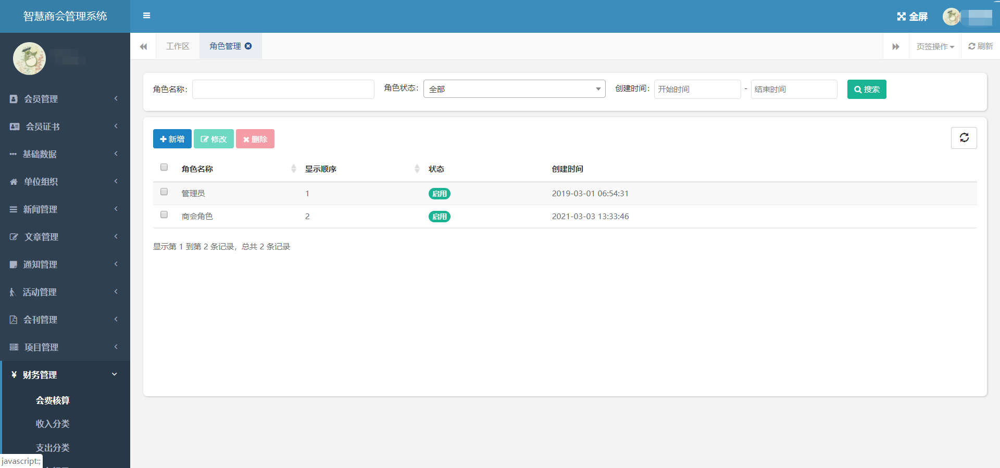 智慧商会管理系统
全屏
工作区
角色管理
页签操作
刷新
会员管理
会员证书
基础数据
单位组织
新闻管理
文章管理
通知管理
活动管理
会刊管理
项目管理
¥ 财务管理
会费核算
收入分类
支出分类
javascript:;
角色名称：
角色状态： 全部
创建时间： 开始时间 - 结束时间
搜索
新增 修改 删除
角色名称 显示顺序 状态 创建时间
管理员 1 启用 2019-03-01 06:54:31
商会角色 2 启用 2021-03-03 13:33:46
显示第 1 到第 2 条记录，总共 2 条记录